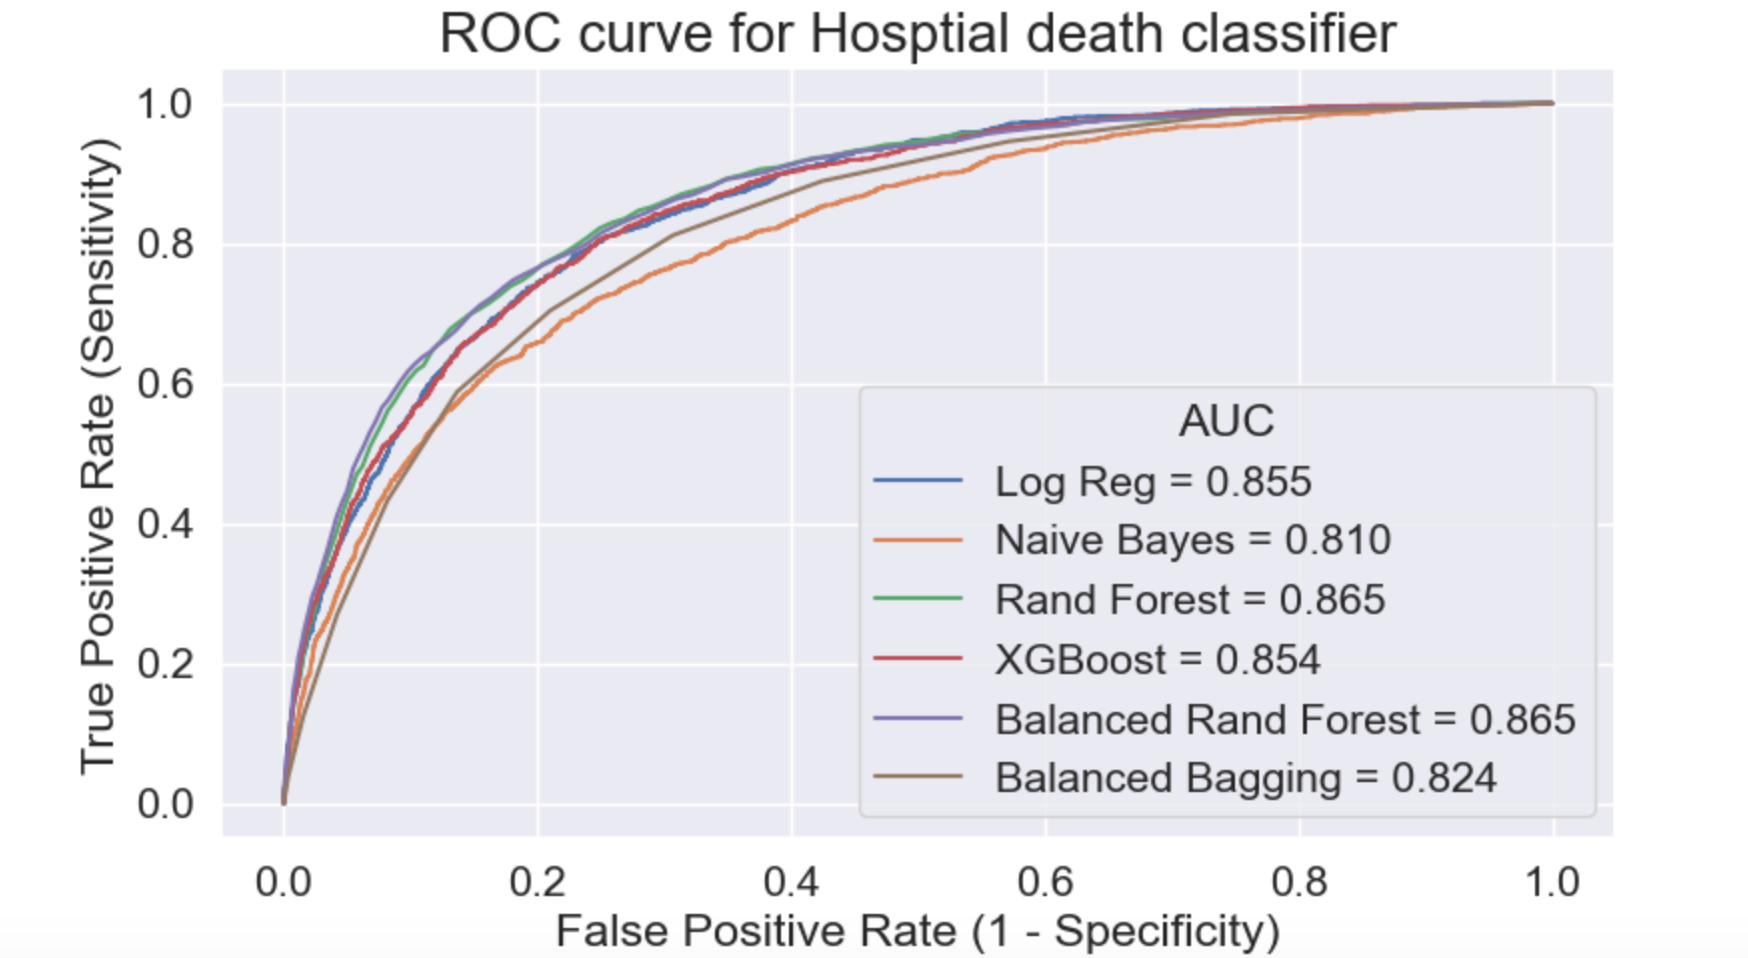 ROC curve for Hosptial death classifier
True Positive Rate (Sensitivity)
1.0
0.8
0.6
0.4
0.2
0.0
AUC
Log Reg = 0.855
Naive Bayes = 0.810
Rand Forest = 0.865
XGBoost = 0.854
Balanced Rand Forest = 0.865
Balanced Bagging = 0.824
0.0 0.2 0.4 0.6 0.8 1.0
False Positive Rate (1 - Specificity)